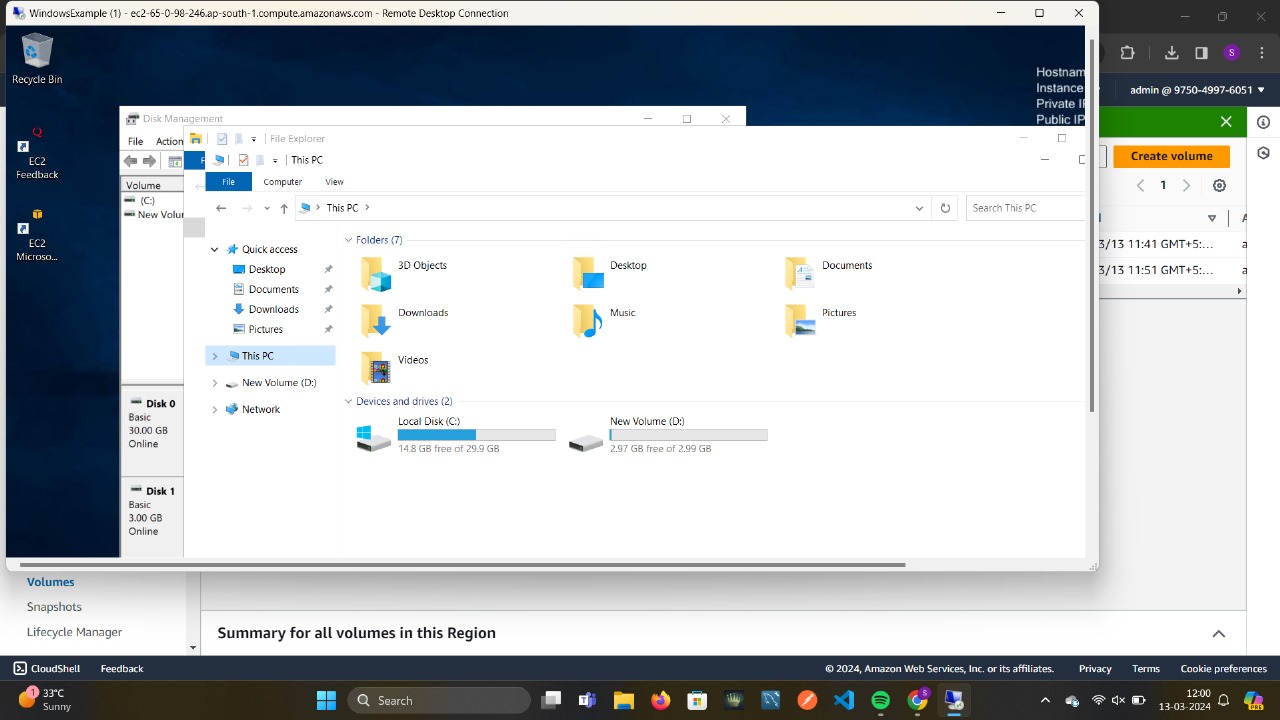 WindowsExample (1) - ec2-65-0-98-246.ap-south-1.compute.amazonaws.com - Remote Desktop Connection
Recycle Bin
EC2
Feedback
EC2
Microso...
Hostnam
Instance
Private IP
Public IP
Disk Management
File Action
Volume
(C:)
New Volu
Disk 0
Basic
30.00 GB
Online
Disk 1
Basic
3.00 GB
Online
File Explorer
This PC
File Computer View
This PC
Search This PC
Quick access
Desktop
Documents
Downloads
Pictures
This PC
New Volume (D:)
Network
Folders (7)
3D Objects
Desktop
Documents
Downloads
Music
Pictures
Videos
Devices and drives (2)
Local Disk (C:)
14.8 GB free of 29.9 GB
New Volume (D:)
2.97 GB free of 2.99 GB
S
admin @ 9750-4997-6051
Create volume
1
3/13 11:41 GMT+5:...
3/13 11:51 GMT+5:...
Volumes
Snapshots
Lifecycle Manager
Summary for all volumes in this Region
CloudShell Feedback
© 2024, Amazon Web Services, Inc. or its affiliates. Privacy Terms Cookie preferences
1
33°C
Sunny
Search
S
12:00
13-03-2024
PRE